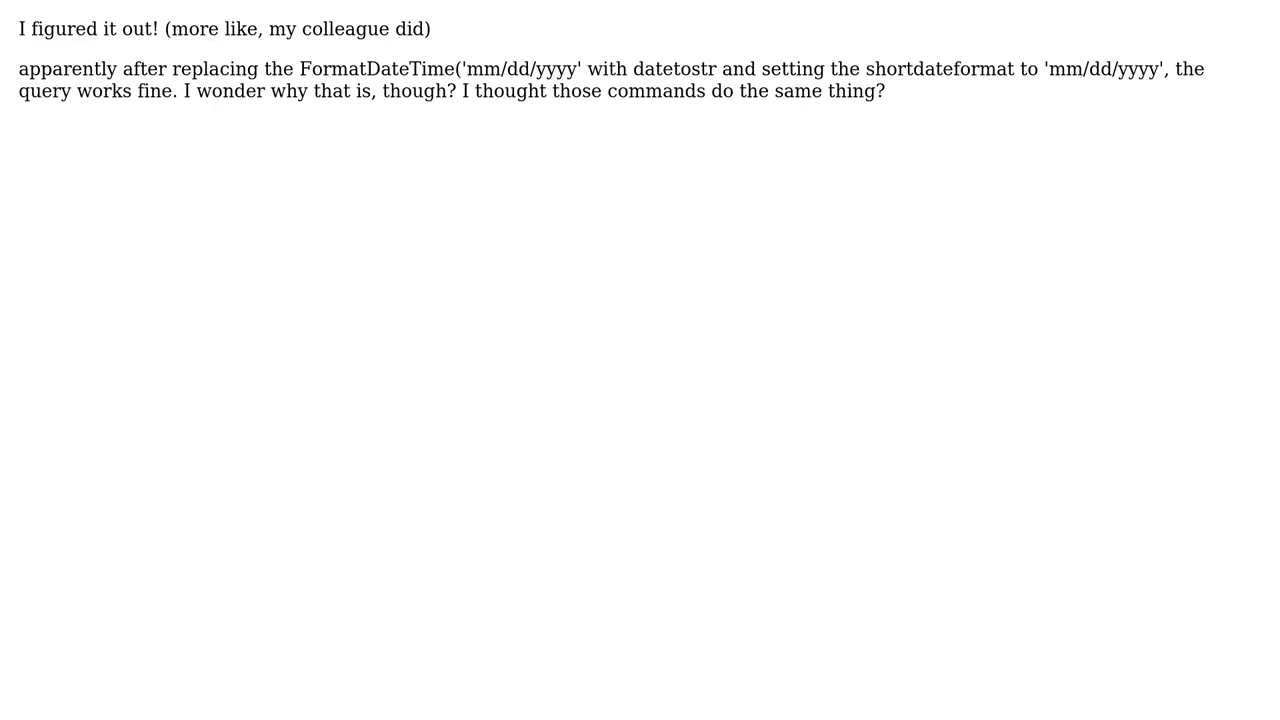 I figured it out! (more like, my colleague did)
apparently after replacing the FormatDateTime('mm/dd/yyyy' with datetostr and setting the shortdateformat to 'mm/dd/yyyy', the
query works fine. I wonder why that is, though? I thought those commands do the same thing?